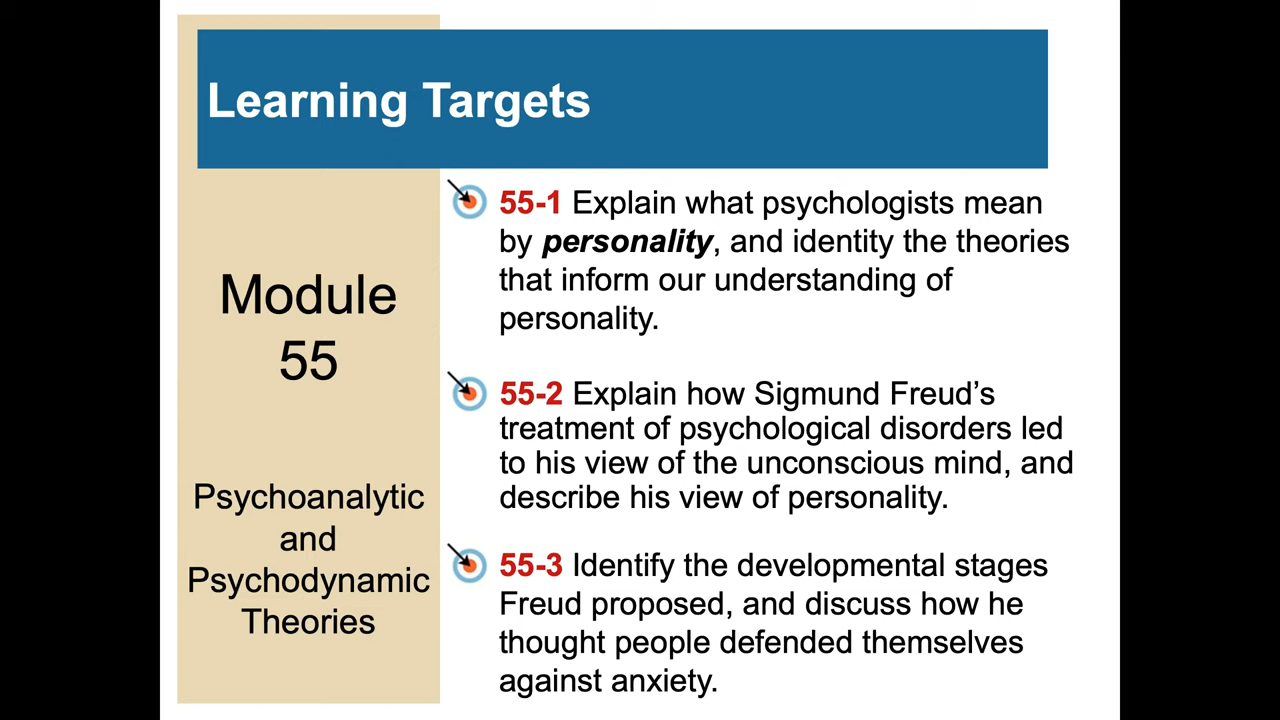 Learning Targets
Module
55
Psychoanalytic
and
Psychodynamic
Theories
55-1 Explain what psychologists mean
by personality, and identity the theories
that inform our understanding of
personality.
55-2 Explain how Sigmund Freud’s
treatment of psychological disorders led
to his view of the unconscious mind, and
describe his view of personality.
55-3 Identify the developmental stages
Freud proposed, and discuss how he
thought people defended themselves
against anxiety.